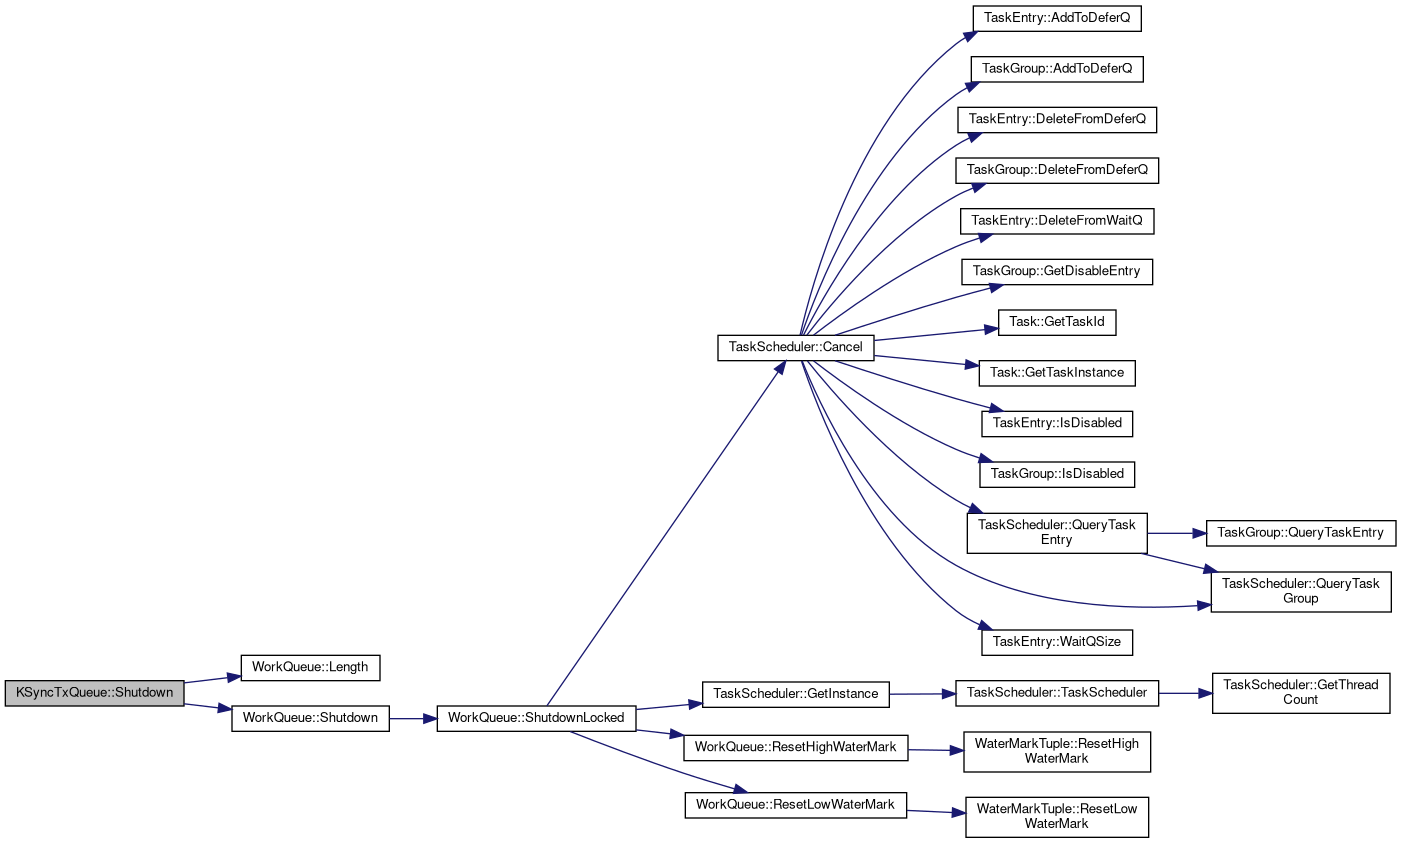 TaskEntry::AddToDeferQ
TaskGroup::AddToDeferQ
TaskEntry::DeleteFromDeferQ
TaskGroup::DeleteFromDeferQ
TaskEntry::DeleteFromWaitQ
TaskGroup::GetDisableEntry
Task::GetTaskId
TaskScheduler::Cancel
Task::GetTaskInstance
TaskEntry::IsDisabled
TaskGroup::IsDisabled
TaskScheduler::QueryTask
Entry
TaskGroup::QueryTaskEntry
TaskScheduler::QueryTask
Group
TaskEntry::WaitQSize
WorkQueue::Length
KSyncTxQueue::Shutdown
WorkQueue::Shutdown
WorkQueue::ShutdownLocked
TaskScheduler::GetInstance
TaskScheduler::TaskScheduler
TaskScheduler::GetThread
Count
WorkQueue::ResetHighWaterMark
WaterMarkTuple::ResetHigh
WaterMark
WorkQueue::ResetLowWaterMark
WaterMarkTuple::ResetLow
WaterMark